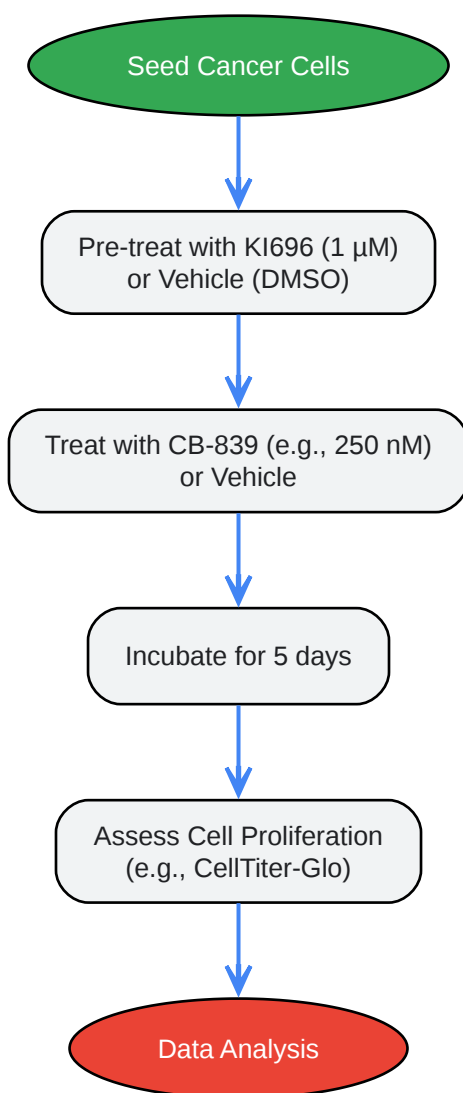 Seed Cancer Cells
Pre-treat with KI696 (1 µM)
or Vehicle (DMSO)
Treat with CB-839 (e.g., 250 nM)
or Vehicle
Incubate for 5 days
Assess Cell Proliferation
(e.g., CellTiter-Glo)
Data Analysis